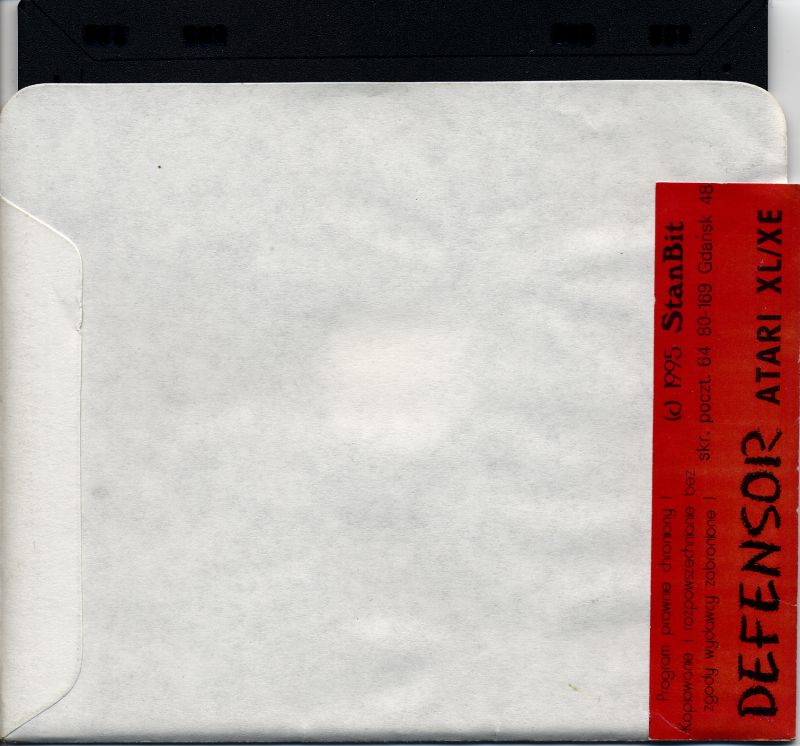 Program prawnie chroniony !
Kopiowanie i rozpowszechnianie bez
zgody wydawcy zabronione !
(c) 1995 StanBit
skr. poczt. 64 80-169 Gdańsk 48
DEFENSOR ATARI XL/XE